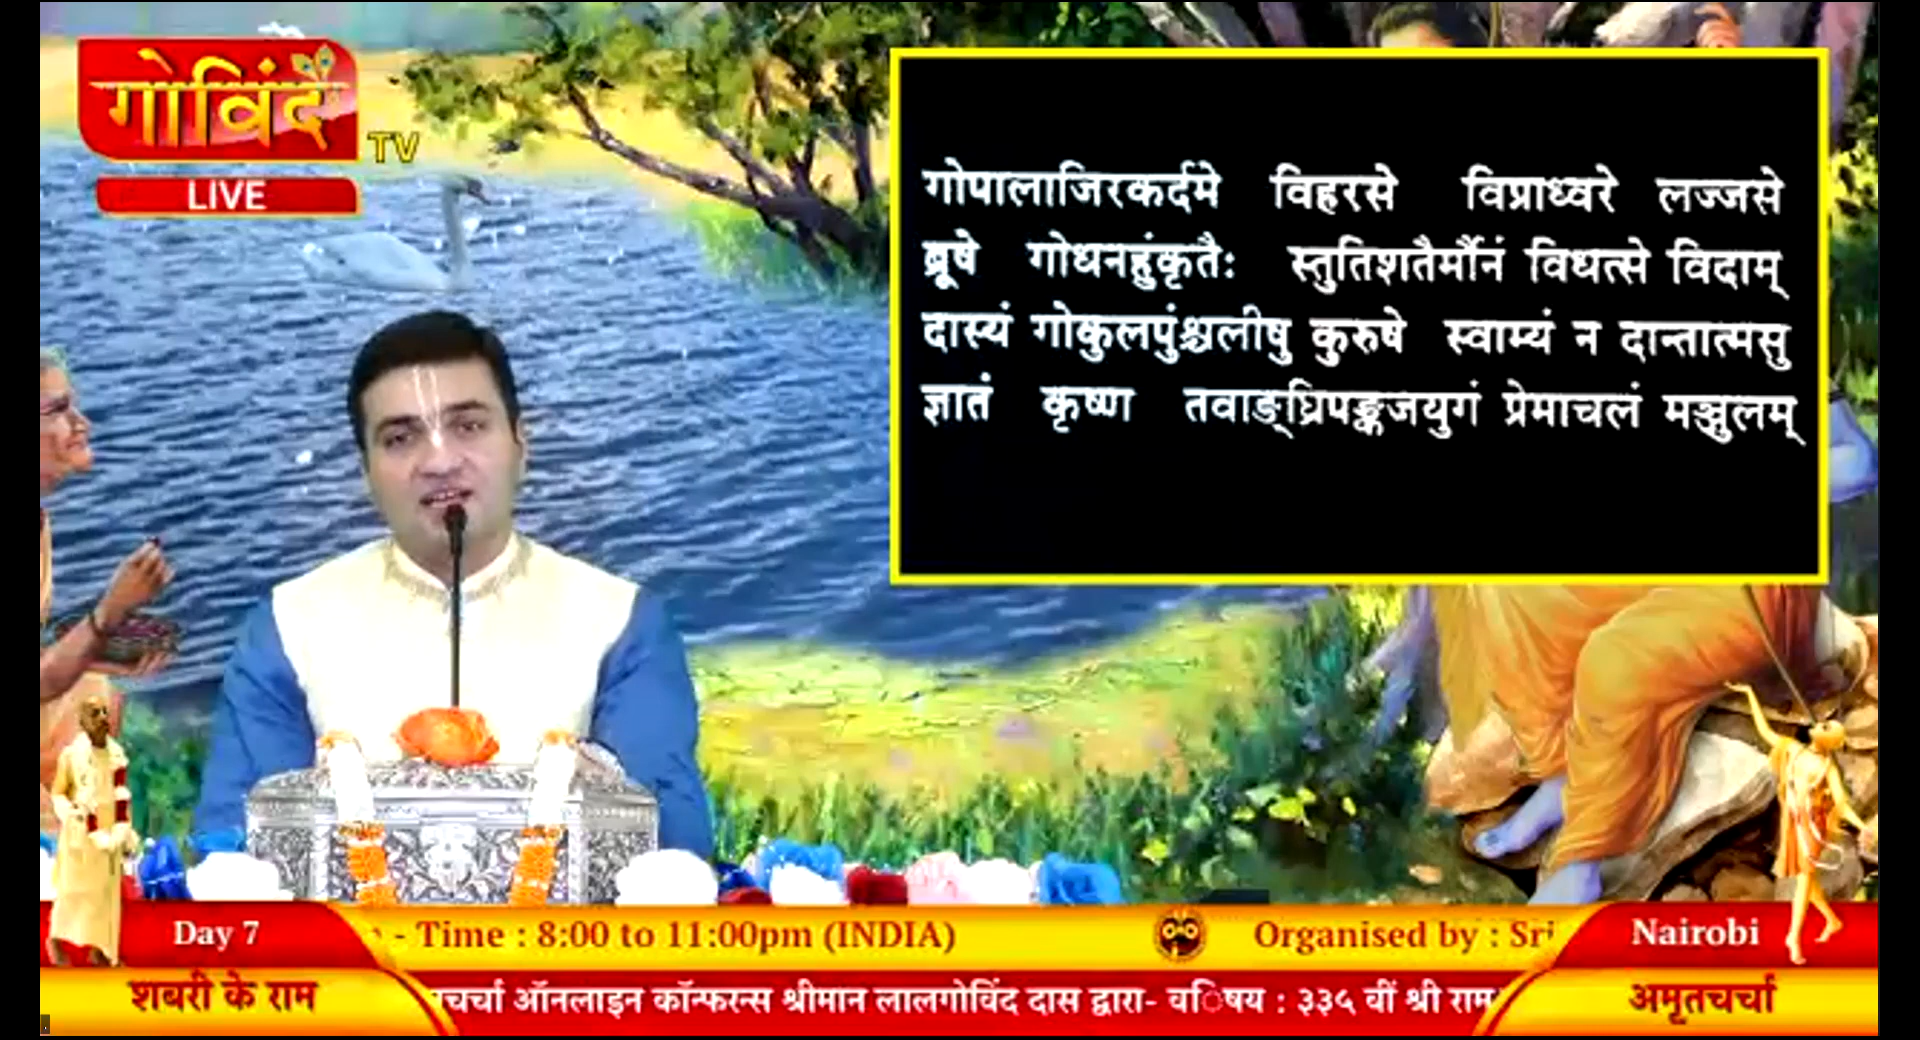 गोविंद
TV
LIVE
गोपालाजिरकर्दमे विहरसे विप्राध्वरे लज्जसे
ब्रूषे गोधनहुंकृतैः स्तुतिशतैर्मौनं विधत्से विदाम्
दास्यं गोकुलपुंश्चलीषु कुरुषे स्वाम्यं न दान्तात्मसु
ज्ञातं कृष्ण तवाङ्घ्रिपङ्कजयुगं प्रेमाचलं मञ्जुलम्
Day 7
- Time : 8:00 to 11:00pm (INDIA)
Organised by : Sri
Nairobi
शबरी के राम
चर्चा ऑनलाइन कॉन्फरन्स श्रीमान लालगोविंद दास द्वारा- वििषय : ३३५ वीं श्री राम
अमृतचर्चा